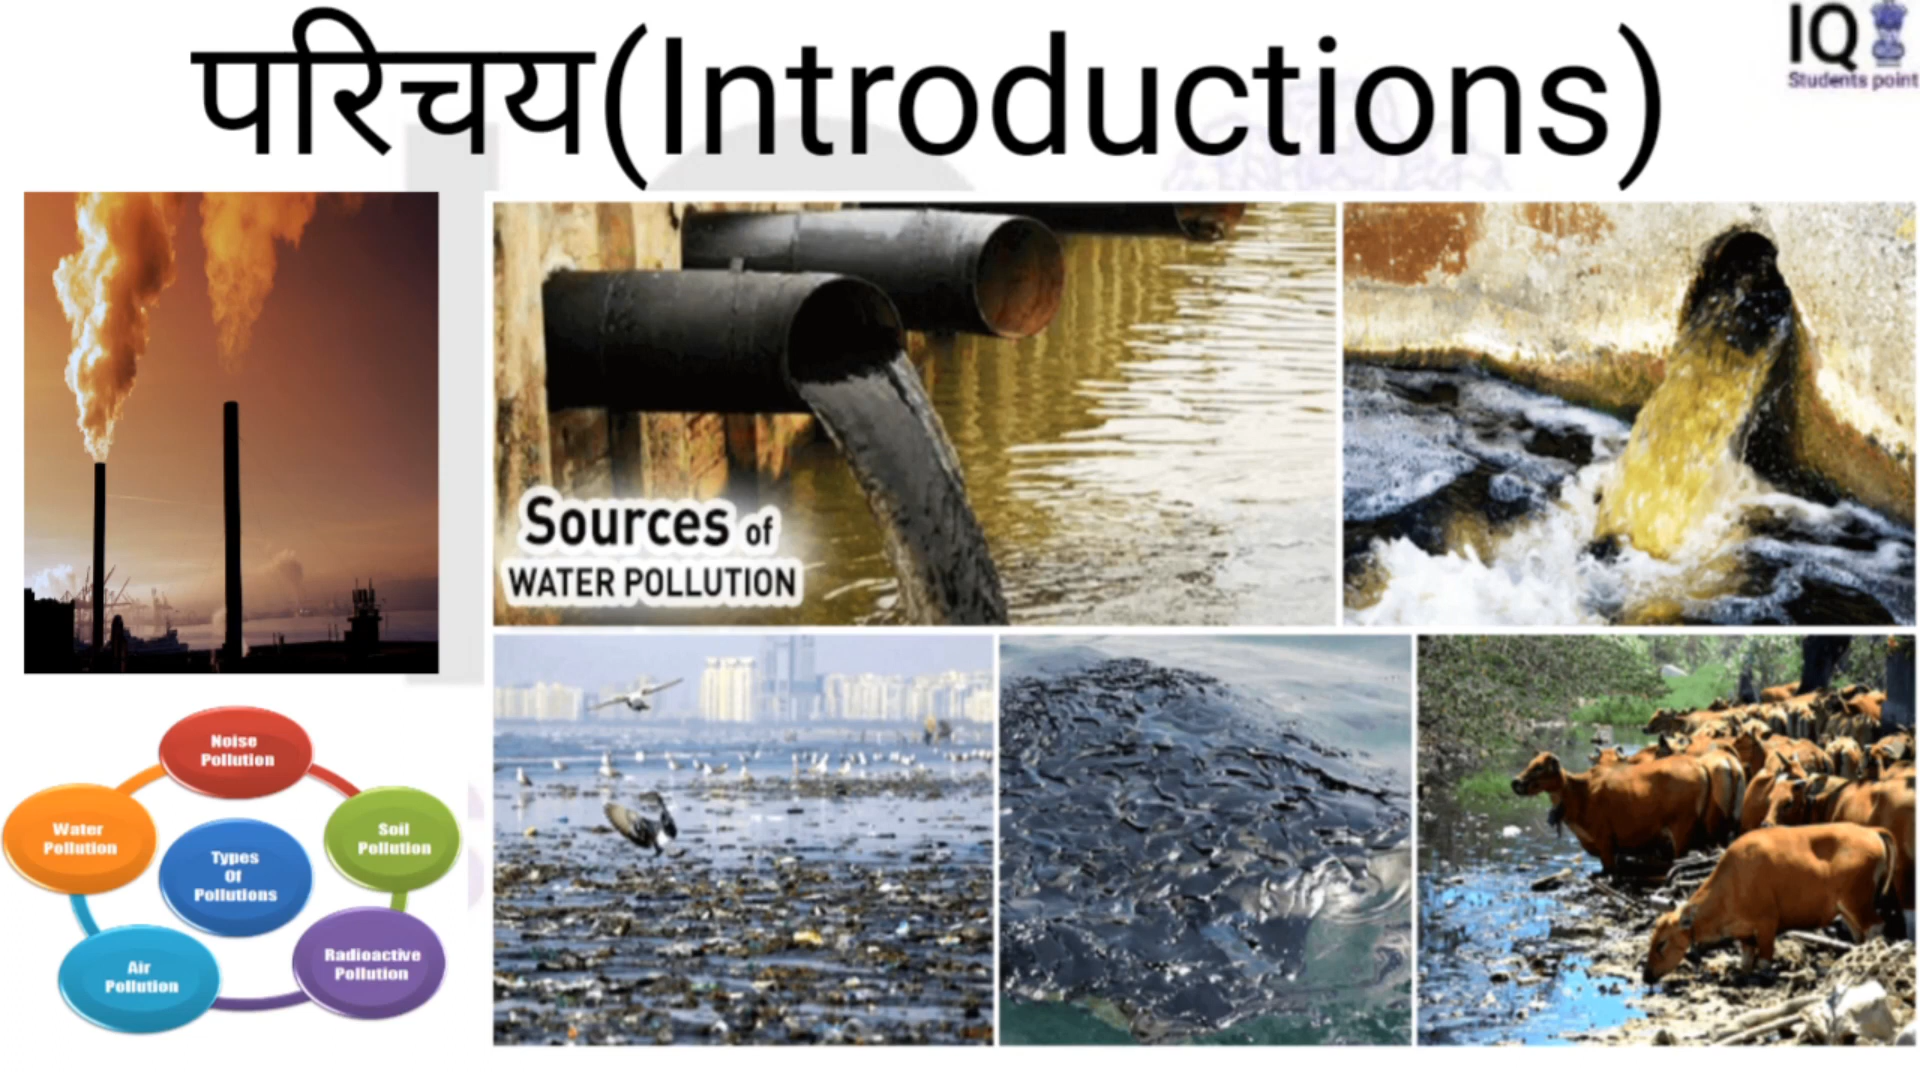 परिचय(Introductions)
IQ
Students point
Sources of
WATER POLLUTION
Noise
Pollution
Water
Pollution
Soil
Pollution
Types
Of
Pollutions
Air
Pollution
Radioactive
Pollution